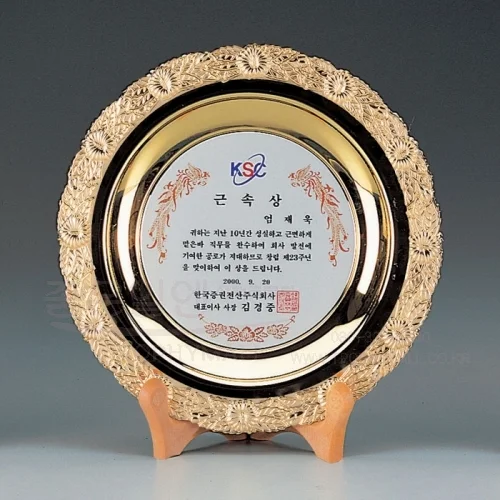 KSC
근속상
엄재옥
귀하는 지난 10년간 성실하고 근면하게
맡은바 직무를 완수하여 회사 발전에
기여한 공로가 지대하므로 창립 제23주년
을 맞이하여 이 상을 드립니다.
2000. 9. 20
한국증권전산주식회사
대표이사 사장 김경중